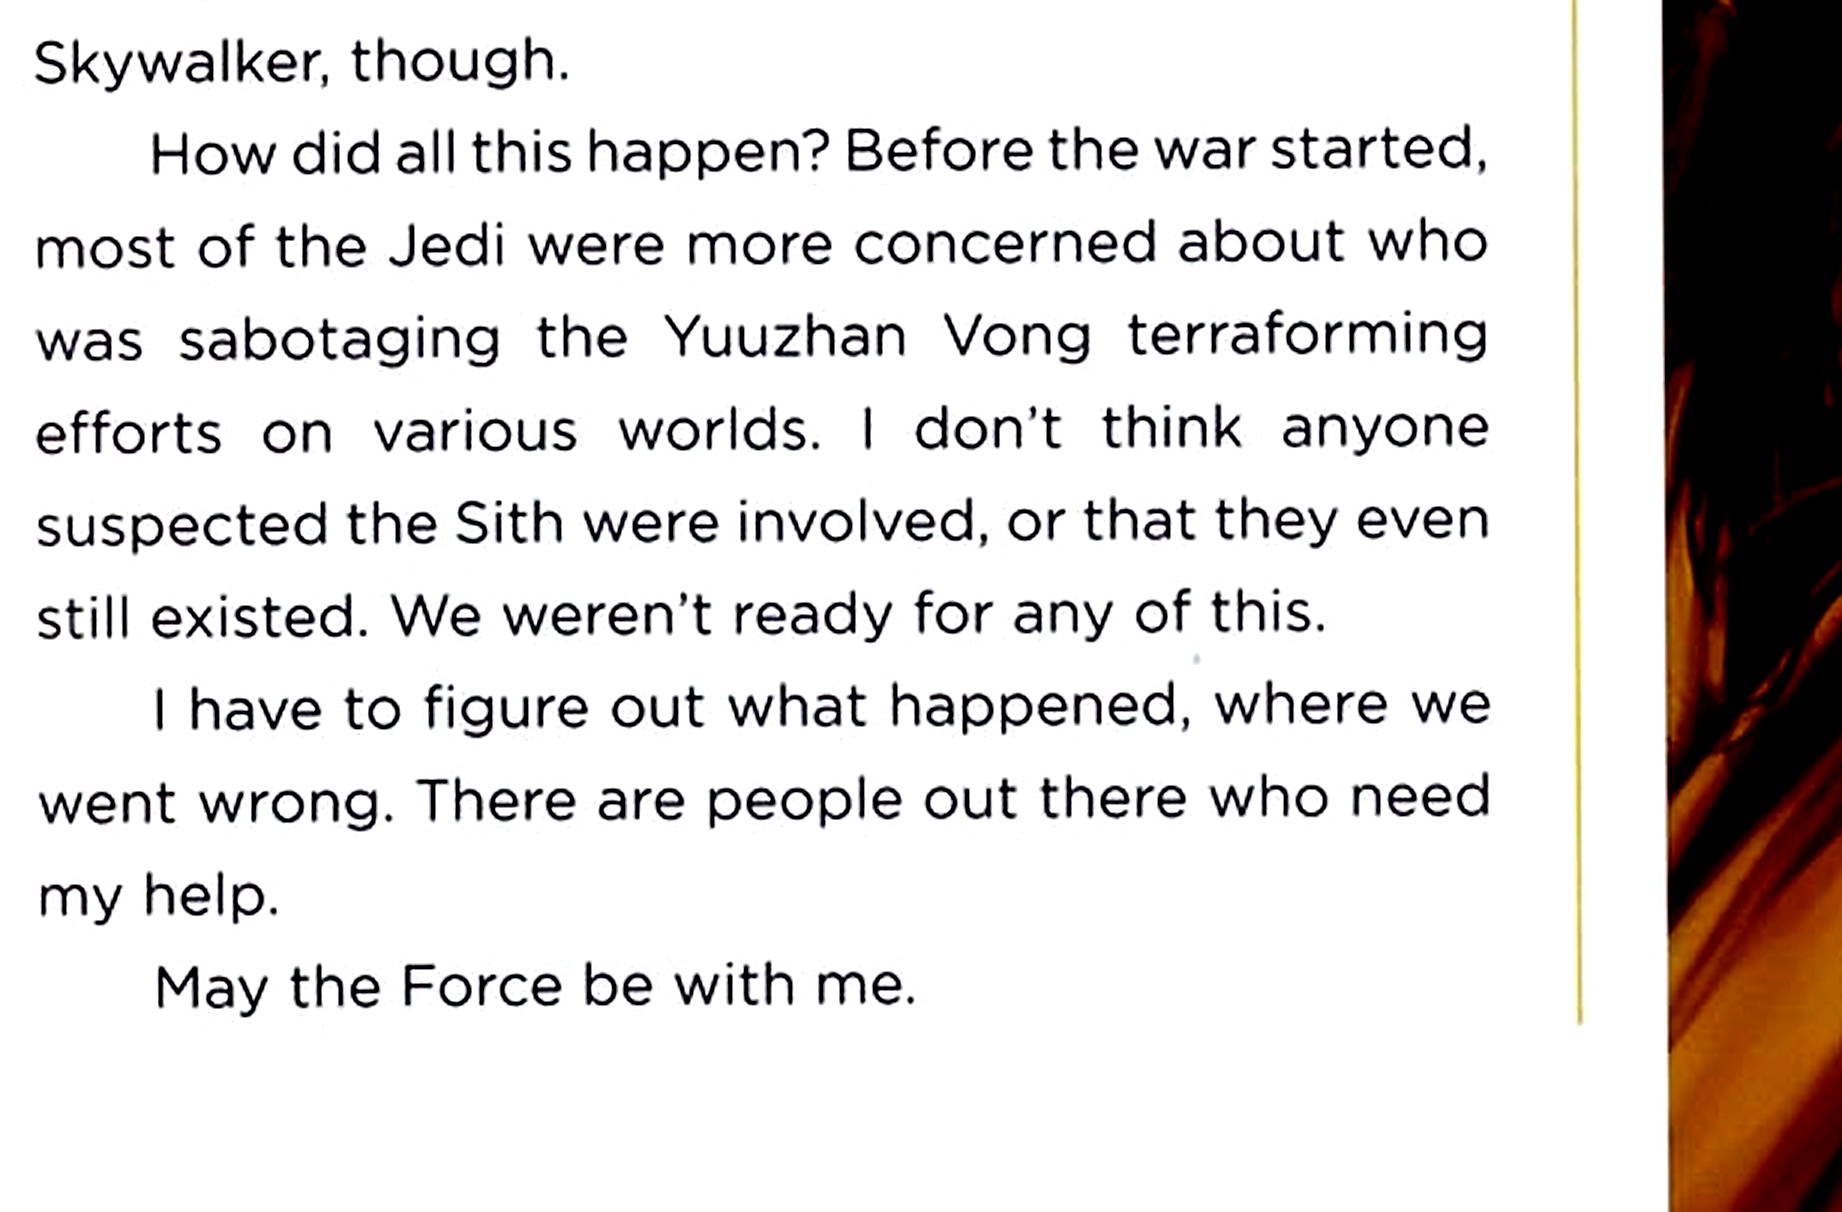 Skywalker, though.
How did all this happen? Before the war started,
most of the Jedi were more concerned about who
was sabotaging the Yuuzhan Vong terraforming
efforts on various worlds. I don't think anyone
suspected the Sith were involved, or that they even
still existed. We weren't ready for any of this.
I have to figure out what happened, where we
went wrong. There are people out there who need
my help.
May the Force be with me.